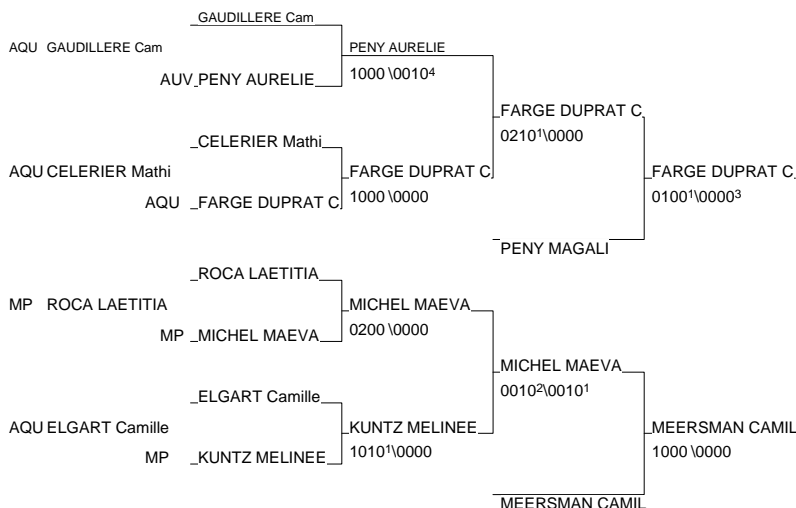 GAUDILLERE Cam
AQU GAUDILLERE Cam PENY AURELIE
AUV PENY AURELIE 1000 \0010⁴
FARGE DUPRAT C
0210¹\0000
CELERIER Mathi
AQU CELERIER Mathi FARGE DUPRAT C FARGE DUPRAT C
AQU FARGE DUPRAT C 1000 \0000 0100¹\0000³
PENY MAGALI
ROCA LAETITIA
MP ROCA LAETITIA MICHEL MAEVA
MP MICHEL MAEVA 0200 \0000
MICHEL MAEVA
0010²\0010¹
ELGART Camille
AQU ELGART Camille KUNTZ MELINEE MEERSMAN CAMIL
MP KUNTZ MELINEE 1010¹\0000 1000 \0000
MEERSMAN CAMIL